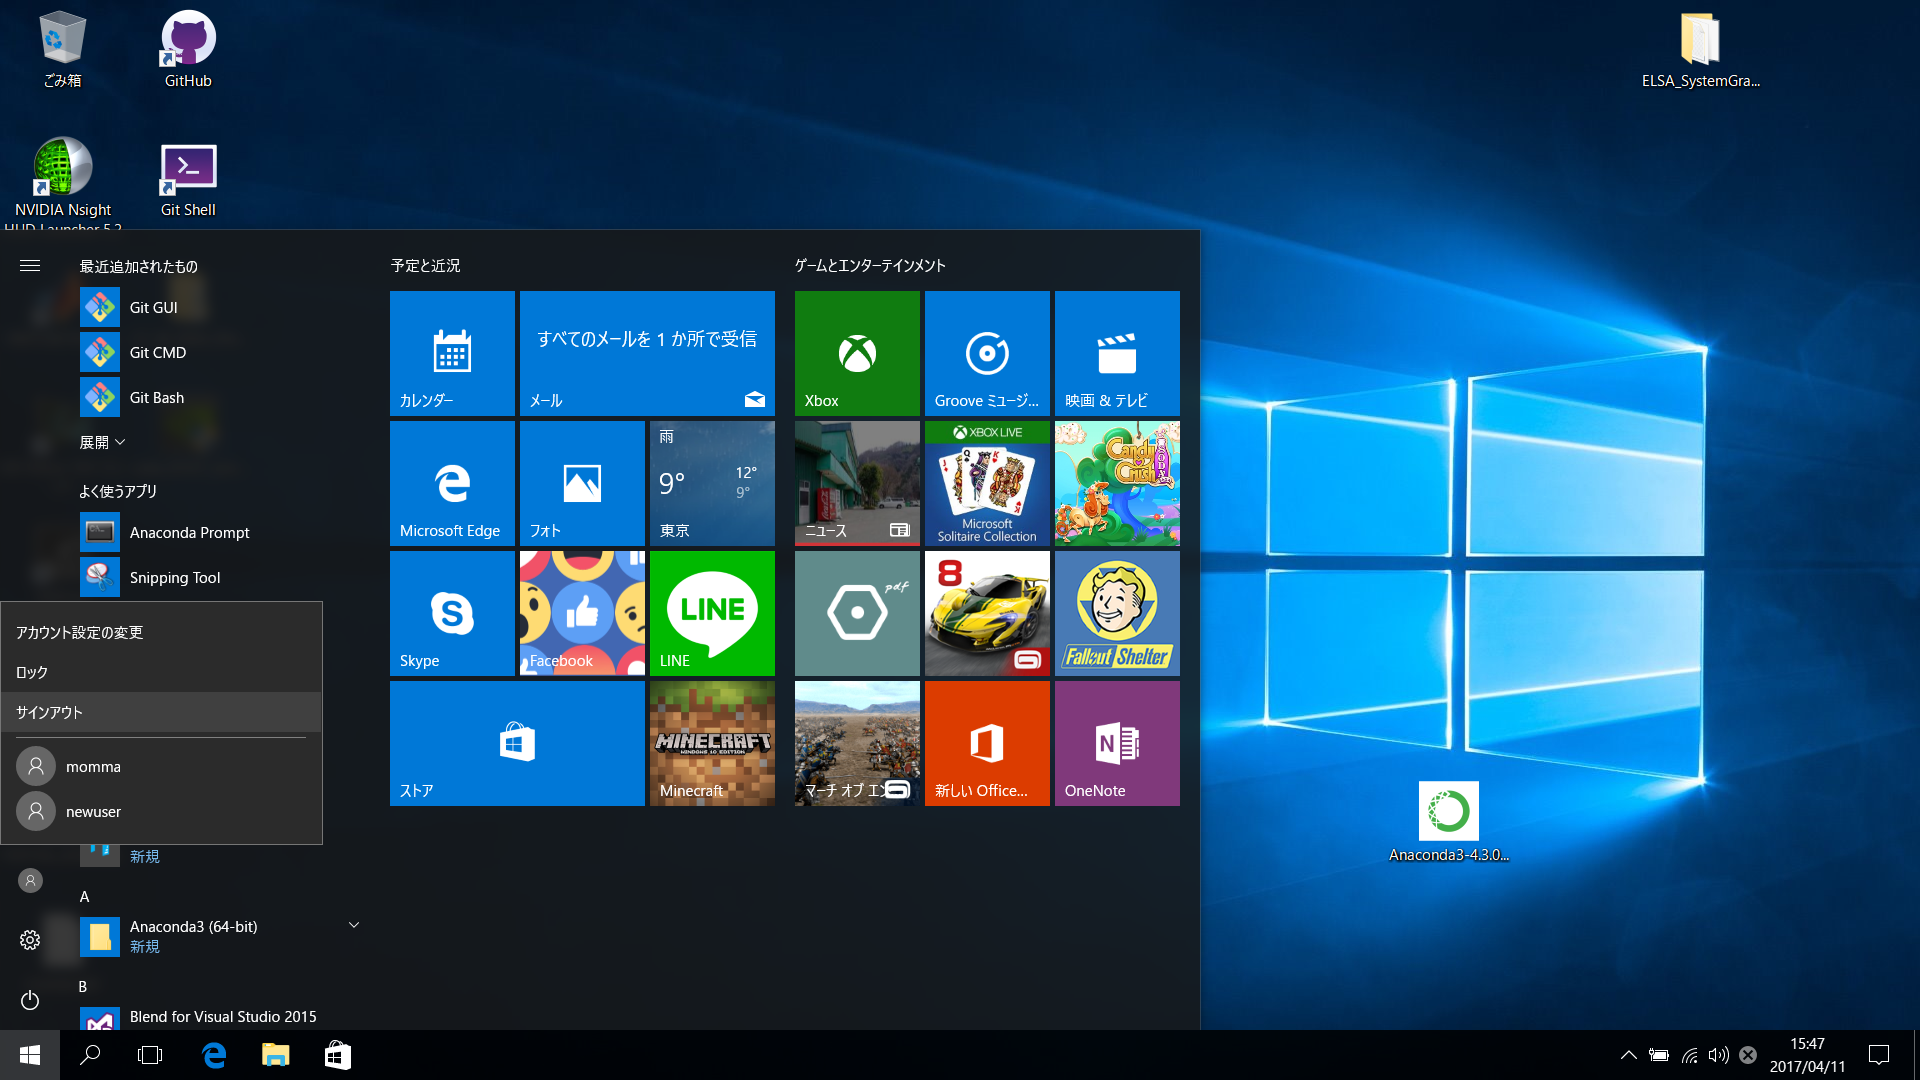 ごみ箱
GitHub
ELSA_SystemGra...
NVIDIA Nsight
HUD Launcher 5.2
Git Shell
最近追加されたもの
Git GUI
Git CMD
Git Bash
展開
よく使うアプリ
Anaconda Prompt
Snipping Tool
アカウント設定の変更
ロック
サインアウト
momma
newuser
新規
A
Anaconda3 (64-bit)
新規
B
Blend for Visual Studio 2015
予定と近況
カレンダー
すべてのメールを 1 か所で受信
メール
Microsoft Edge
フォト
雨
9°
12°
9°
東京
Skype
Facebook
LINE
LINE
ストア
MINECRAFT
WINDOWS 10 EDITION
Minecraft
ゲームとエンターテインメント
Xbox
Groove ミュージ...
映画 & テレビ
ニュース
XBOX LIVE
J
Q
K
K
Microsoft
Solitaire Collection
Candy
Crush
SODA
pdf
8
Fallout Shelter
マーチ オブ エン
新しい Office...
N
OneNote
Anaconda3-4.3.0...
15:47
2017/04/11